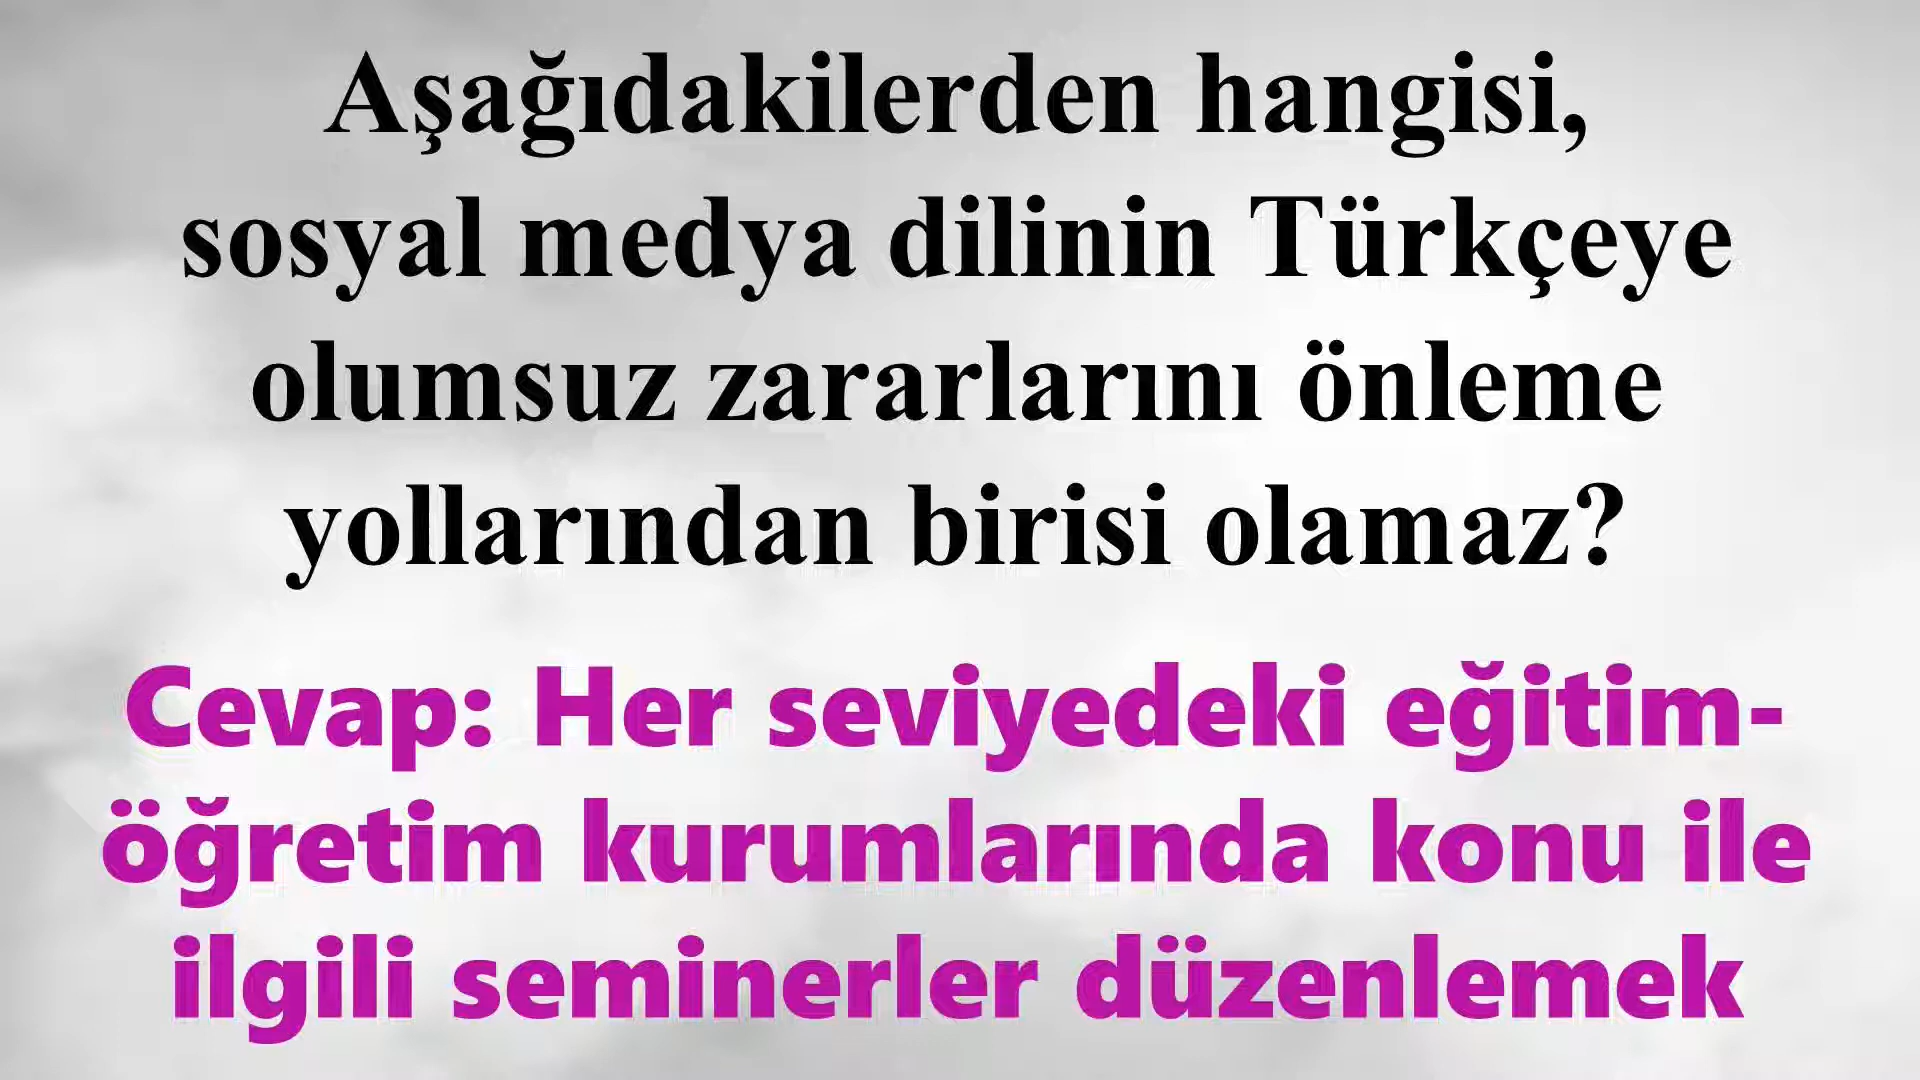 Aşağıdakilerden hangisi,
sosyal medya dilinin Türkçeye
olumsuz zararlarını önleme
yollarından birisi olamaz?
Cevap: Her seviyedeki eğitim-
öğretim kurumlarında konu ile
ilgili seminerler düzenlemek